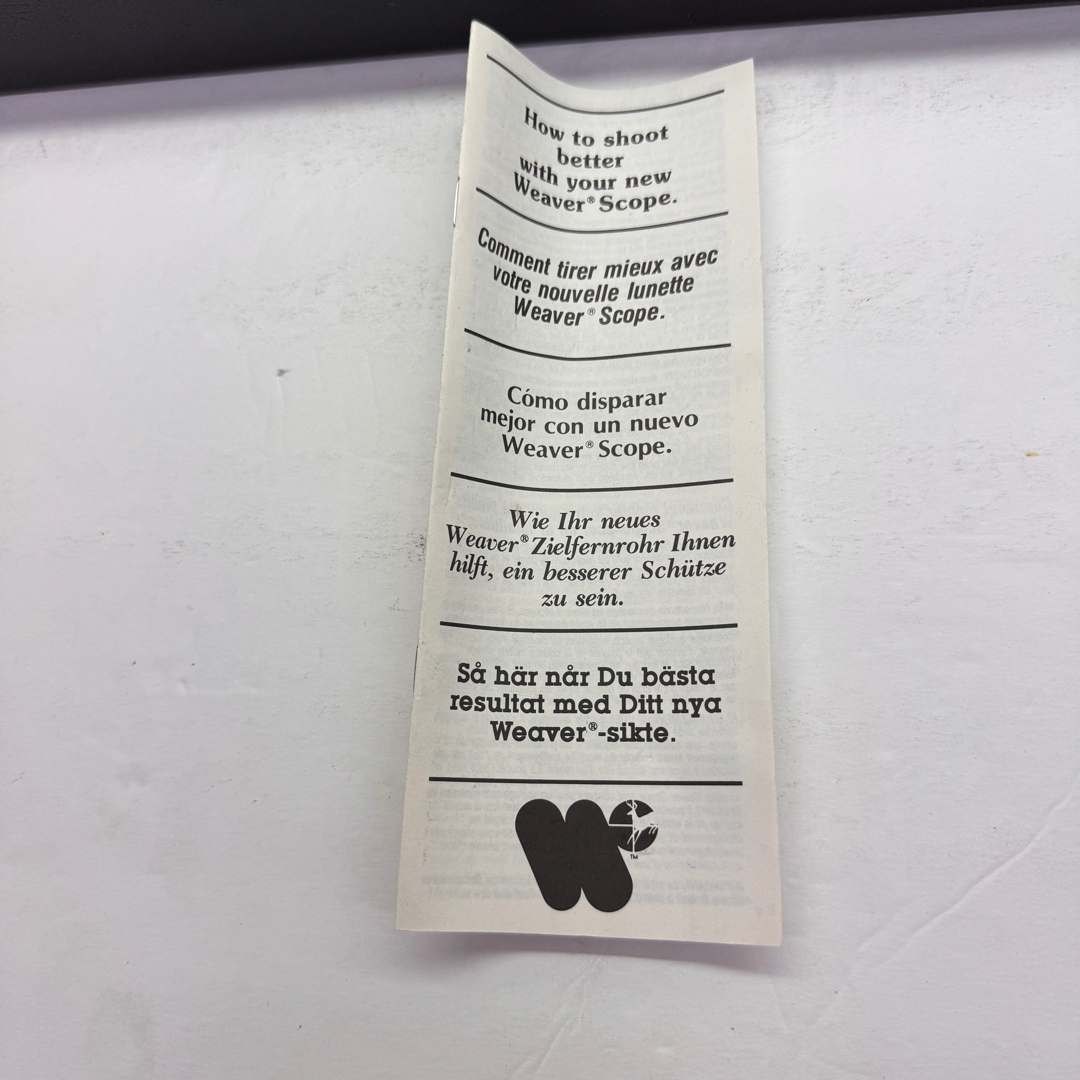 How to shoot
better
with your new
Weaver® Scope.
Comment tirer mieux avec
votre nouvelle lunette
Weaver® Scope.
Cómo disparar
mejor con un nuevo
Weaver® Scope.
Wie Ihr neues
Weaver® Zielfernrohr Ihnen
hilft, ein besserer Schütze
zu sein.
Så här når Du bästa
resultat med Ditt nya
Weaver®-sikte.
W
TM